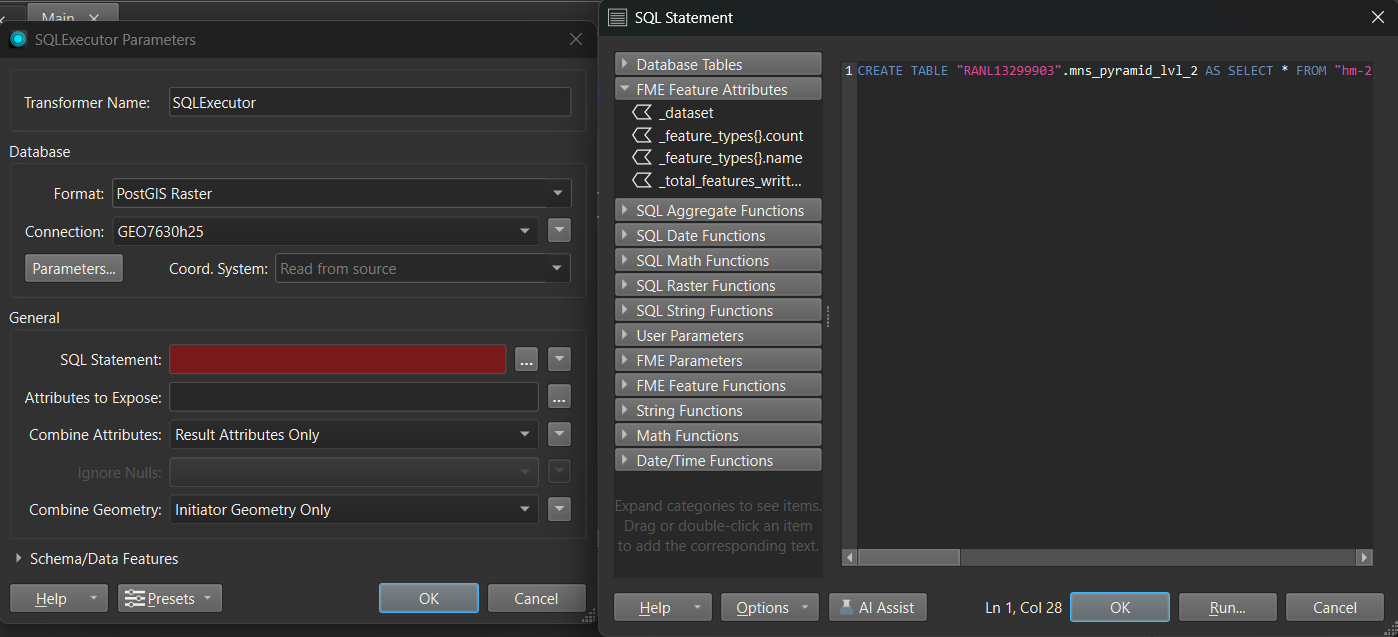 Main
SQLExecutor Parameters
Transformer Name: SQLExecutor
Database
Format: PostGIS Raster
Connection: GEO7630h25
Parameters... Coord. System: Read from source
General
SQL Statement: ...
Attributes to Expose: ...
Combine Attributes: Result Attributes Only
Ignore Nulls:
Combine Geometry: Initiator Geometry Only
Schema/Data Features
Help Presets OK Cancel
SQL Statement
Database Tables
FME Feature Attributes
_dataset
_feature_types{}.count
_feature_types{}.name
_total_features_writt...
SQL Aggregate Functions
SQL Date Functions
SQL Math Functions
SQL Raster Functions
SQL String Functions
User Parameters
FME Parameters
FME Feature Functions
String Functions
Math Functions
Date/Time Functions
Expand categories to see items.
Drag or double-click an item
to add the corresponding text.
1 CREATE TABLE "RANL13299903".mns_pyramid_lvl_2 AS SELECT * FROM "hm-2
Help Options AI Assist Ln 1, Col 28 OK Run... Cancel